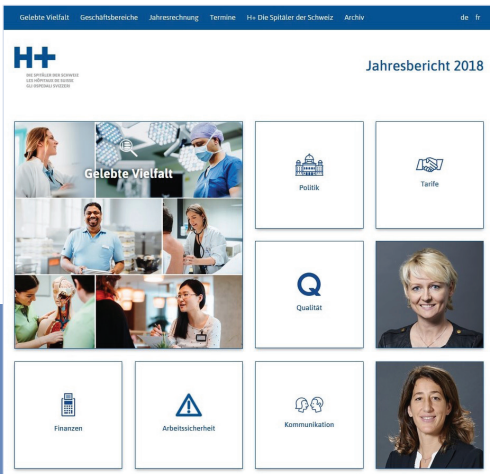 Gelebte Vielfalt Geschäftsbereiche Jahresrechnung Termine H+ Die Spitäler der Schweiz Archiv de fr
H+
DIE SPITÄLER DER SCHWEIZ
LES HÔPITAUX DE SUISSE
GLI OSPEDALI SVIZZERI
Jahresbericht 2018
Gelebte Vielfalt
Politik
Tarife
Q
Qualität
Finanzen
Arbeitssicherheit
Kommunikation